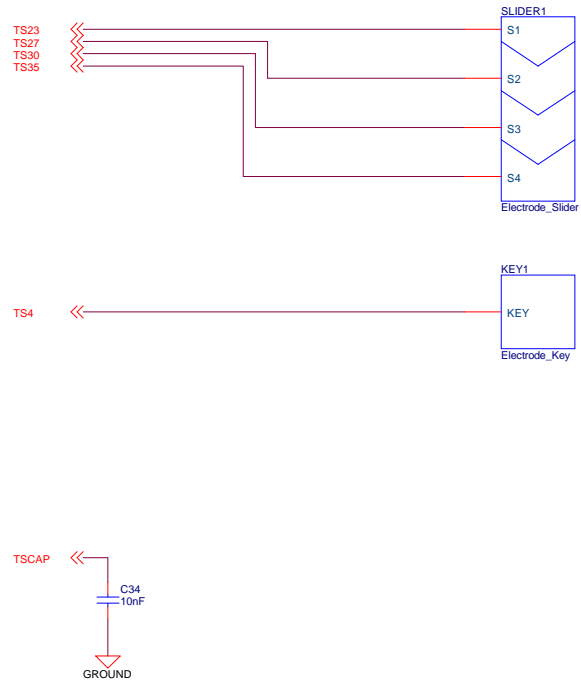 SLIDER1
TS23
S1
TS27
TS30
TS35
S2
S3
S4
Electrode_Slider
KEY1
TS4
KEY
Electrode_Key
TSCAP
C34
10nF
GROUND